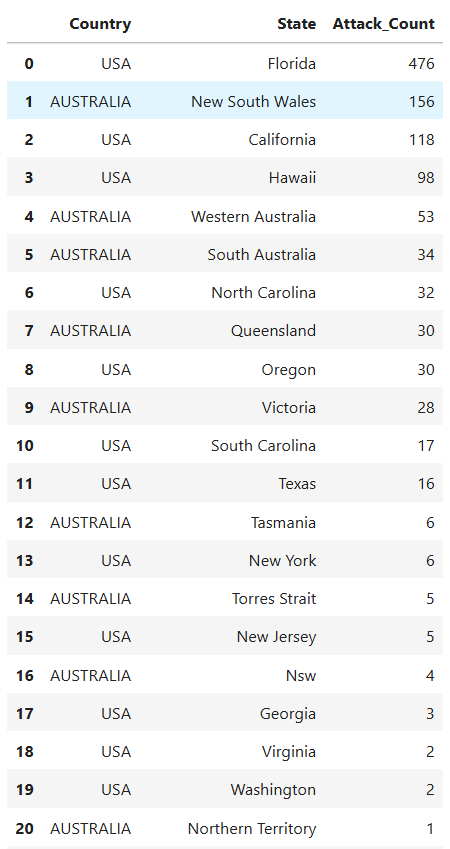 Country State Attack_Count
0 USA Florida 476
1 AUSTRALIA New South Wales 156
2 USA California 118
3 USA Hawaii 98
4 AUSTRALIA Western Australia 53
5 AUSTRALIA South Australia 34
6 USA North Carolina 32
7 AUSTRALIA Queensland 30
8 USA Oregon 30
9 AUSTRALIA Victoria 28
10 USA South Carolina 17
11 USA Texas 16
12 AUSTRALIA Tasmania 6
13 USA New York 6
14 AUSTRALIA Torres Strait 5
15 USA New Jersey 5
16 AUSTRALIA Nsw 4
17 USA Georgia 3
18 USA Virginia 2
19 USA Washington 2
20 AUSTRALIA Northern Territory 1